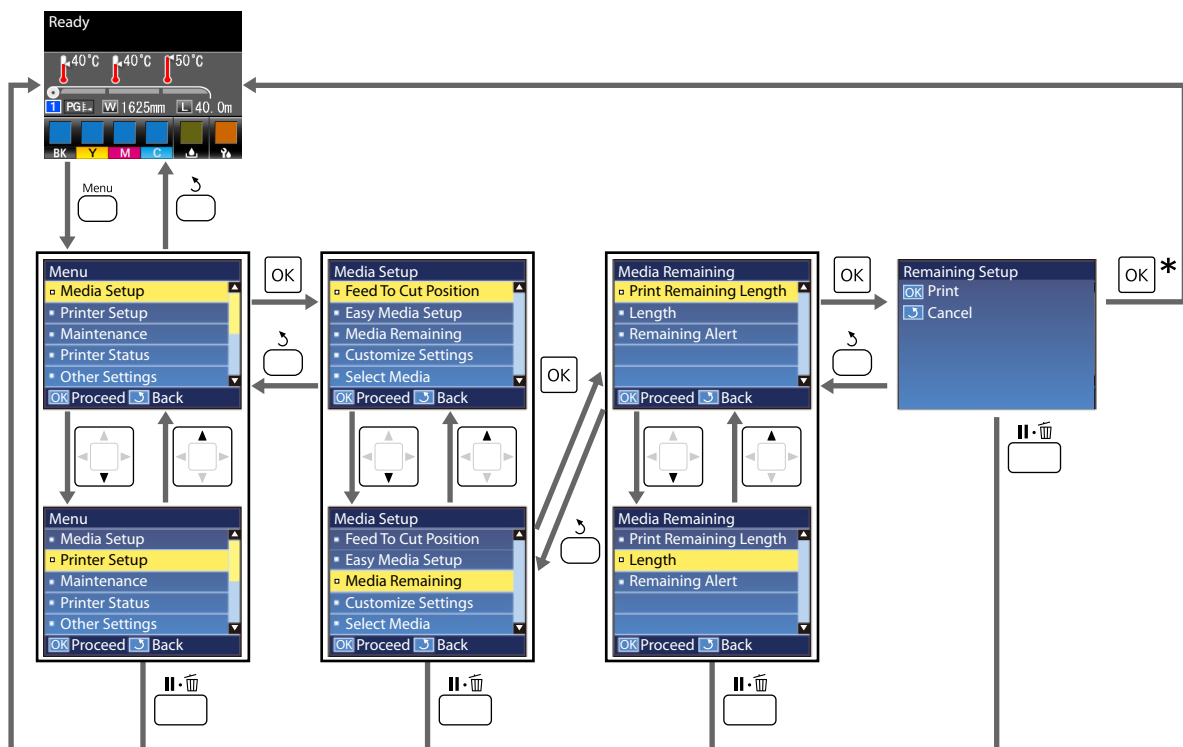 Ready
40°C 40°C 50°C
1 PG W 1625mm L 40.0m
BK Y M C
Menu
Menu
Media Setup
Printer Setup
Maintenance
Printer Status
Other Settings
OK Proceed Back
OK
Media Setup
Feed To Cut Position
Easy Media Setup
Media Remaining
Customize Settings
Select Media
OK Proceed Back
OK
Media Remaining
Print Remaining Length
Length
Remaining Alert
OK Proceed Back
OK
Remaining Setup
OK Print
Cancel
OK *
Menu
Media Setup
Printer Setup
Maintenance
Printer Status
Other Settings
OK Proceed Back
Media Setup
Feed To Cut Position
Easy Media Setup
Media Remaining
Customize Settings
Select Media
OK Proceed Back
Media Remaining
Print Remaining Length
Length
Remaining Alert
OK Proceed Back